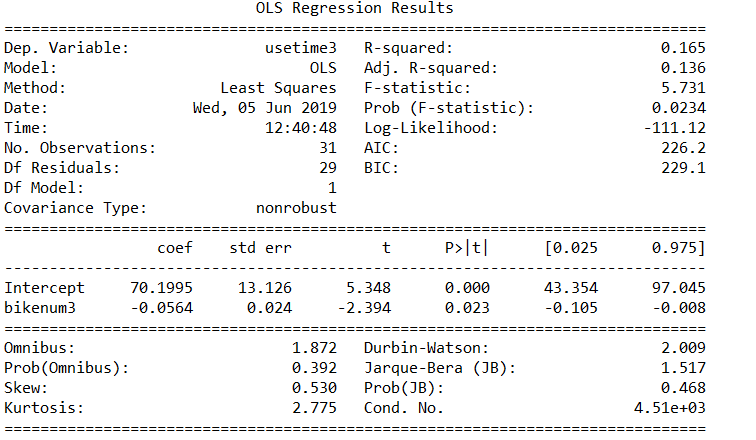 OLS Regression Results
==============================================================================
Dep. Variable:                usetime3   R-squared:                       0.165
Model:                             OLS   Adj. R-squared:                  0.136
Method:                  Least Squares   F-statistic:                     5.731
Date:                 Wed, 05 Jun 2019   Prob (F-statistic):             0.0234
Time:                         12:40:48   Log-Likelihood:                -111.12
No. Observations:                   31   AIC:                             226.2
Df Residuals:                       29   BIC:                             229.1
Df Model:                            1
Covariance Type:             nonrobust
==============================================================================
coef    std err          t      P>|t|      [0.025      0.975]
------------------------------------------------------------------------------
Intercept     70.1995     13.126      5.348      0.000      43.354      97.045
bikenum3      -0.0564      0.024     -2.394      0.023      -0.105      -0.008
==============================================================================
Omnibus:                         1.872   Durbin-Watson:                   2.009
Prob(Omnibus):                   0.392   Jarque-Bera (JB):                1.517
Skew:                            0.530   Prob(JB):                        0.468
Kurtosis:                        2.775   Cond. No.                     4.51e+03
==============================================================================